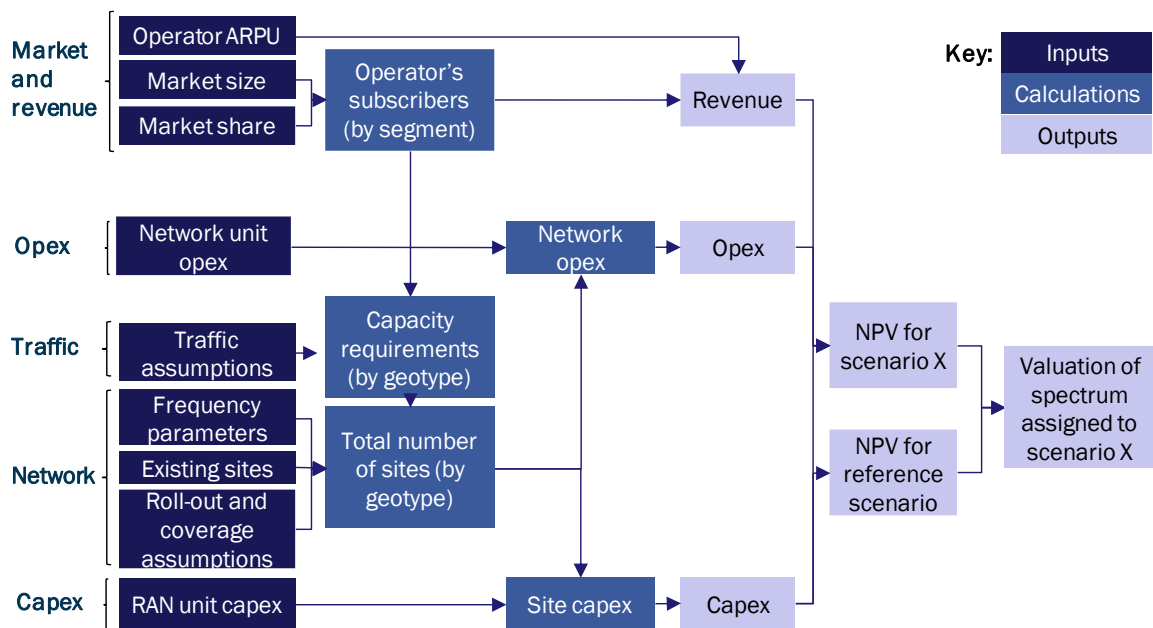 Market
and
revenue
Operator ARPU
Market size
Market share
Operator's
subscribers
(by segment)
Revenue
Key:
Inputs
Calculations
Outputs
Opex
Network unit
opex
Network
opex
Opex
Traffic
Traffic
assumptions
Capacity
requirements
(by geotype)
Network
Frequency
parameters
Existing sites
Roll-out and
coverage
assumptions
Total number
of sites (by
geotype)
NPV for
scenario X
NPV for
reference
scenario
Valuation of
spectrum
assigned to
scenario X
Capex
RAN unit capex
Site capex
Capex